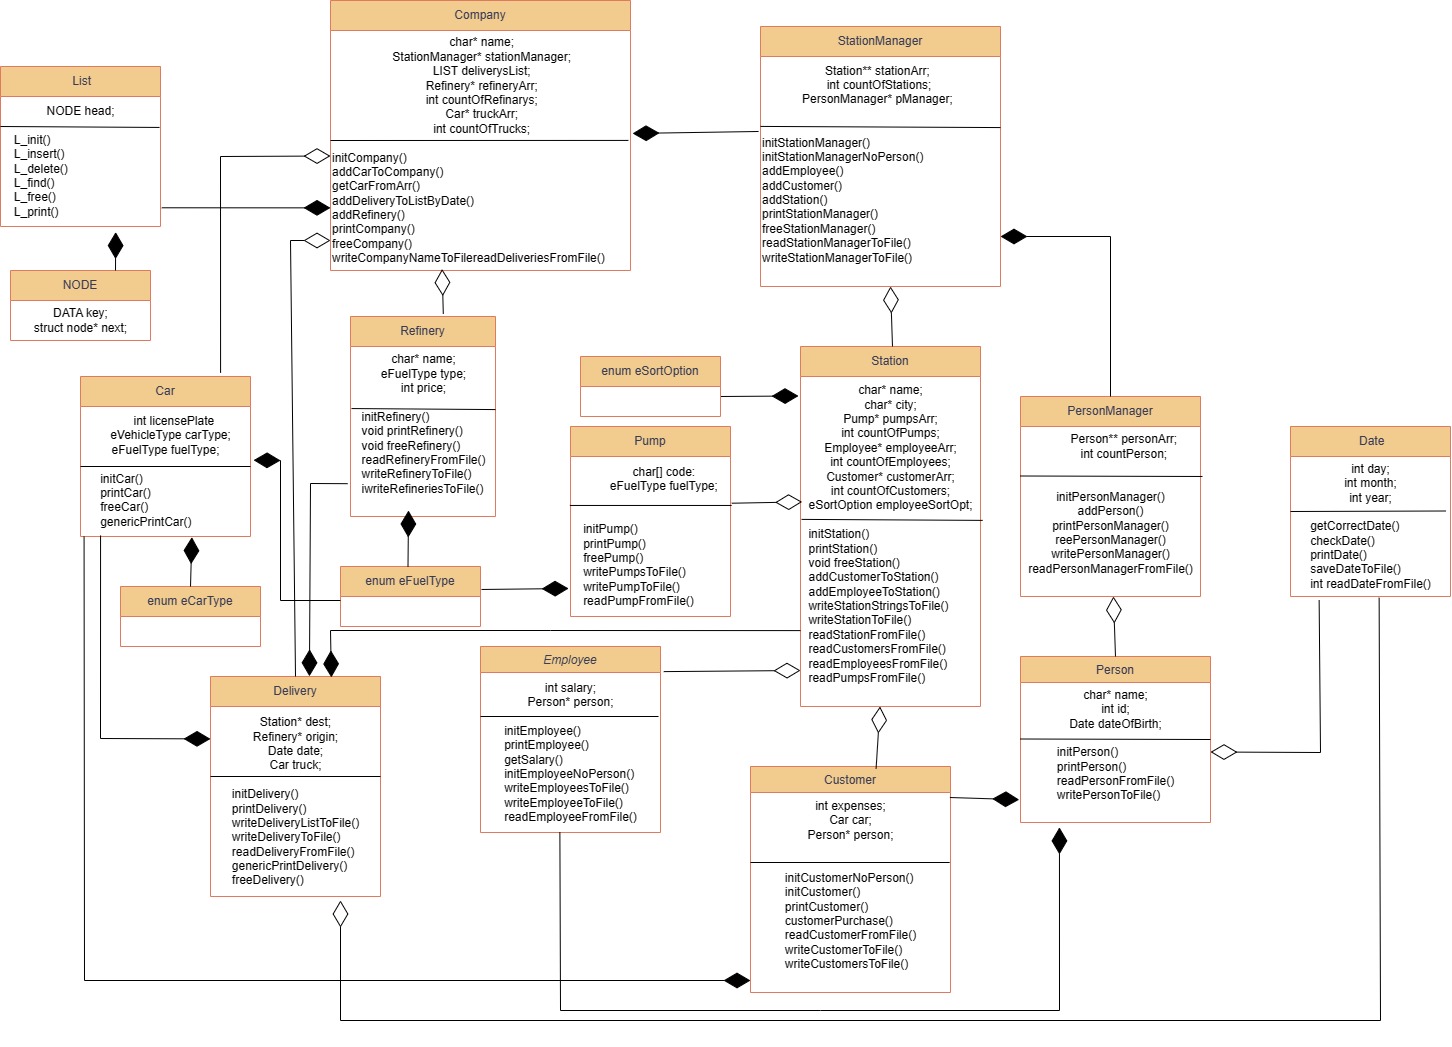 Company
char* name;
StationManager* stationManager;
LIST deliverysList;
Refinery* refineryArr;
int countOfRefinarys;
Car* truckArr;
int countOfTrucks;
initCompany()
addCarToCompany()
getCarFromArr()
addDeliveryToListByDate()
addRefinery()
printCompany()
freeCompany()
writeCompanyNameToFilereadDeliveriesFromFile()
StationManager
Station** stationArr;
int countOfStations;
PersonManager* pManager;
initStationManager()
initStationManagerNoPerson()
addEmployee()
addCustomer()
addStation()
printStationManager()
freeStationManager()
readStationManagerToFile()
writeStationManagerToFile()
List
NODE head;
L_init()
L_insert()
L_delete()
L_find()
L_free()
L_print()
NODE
DATA key;
struct node* next;
Refinery
char* name;
eFuelType type;
int price;
initRefinery()
void printRefinery()
void freeRefinery()
readRefineryFromFile()
writeRefineryToFile()
iwriteRefineriesToFile()
enum eSortOption
Station
char* name;
char* city;
Pump* pumpsArr;
int countOfPumps;
Employee* employeeArr;
int countOfEmployees;
Customer* customerArr;
int countOfCustomers;
eSortOption employeeSortOpt;
initStation()
printStation()
void freeStation()
addCustomerToStation()
addEmployeeToStation()
writeStationStringsToFile()
writeStationToFile()
readStationFromFile()
readCustomersFromFile()
readEmployeesFromFile()
readPumpsFromFile()
Car
int licensePlate
eVehicleType carType;
eFuelType fuelType;
initCar()
printCar()
freeCar()
genericPrintCar()
Pump
char[] code:
eFuelType fuelType;
initPump()
printPump()
freePump()
writePumpsToFile()
writePumpToFile()
readPumpFromFile()
PersonManager
Person** personArr;
int countPerson;
initPersonManager()
addPerson()
printPersonManager()
reePersonManager()
writePersonManager()
readPersonManagerFromFile()
Date
int day;
int month;
int year;
getCorrectDate()
checkDate()
printDate()
saveDateToFile()
int readDateFromFile()
enum eFuelType
enum eCarType
Employee
int salary;
Person* person;
initEmployee()
printEmployee()
getSalary()
initEmployeeNoPerson()
writeEmployeesToFile()
writeEmployeeToFile()
readEmployeeFromFile()
Person
char* name;
int id;
Date dateOfBirth;
initPerson()
printPerson()
readPersonFromFile()
writePersonToFile()
Delivery
Station* dest;
Refinery* origin;
Date date;
Car truck;
initDelivery()
printDelivery()
writeDeliveryListToFile()
writeDeliveryToFile()
readDeliveryFromFile()
genericPrintDelivery()
freeDelivery()
Customer
int expenses;
Car car;
Person* person;
initCustomerNoPerson()
initCustomer()
printCustomer()
customerPurchase()
readCustomerFromFile()
writeCustomerToFile()
writeCustomersToFile()